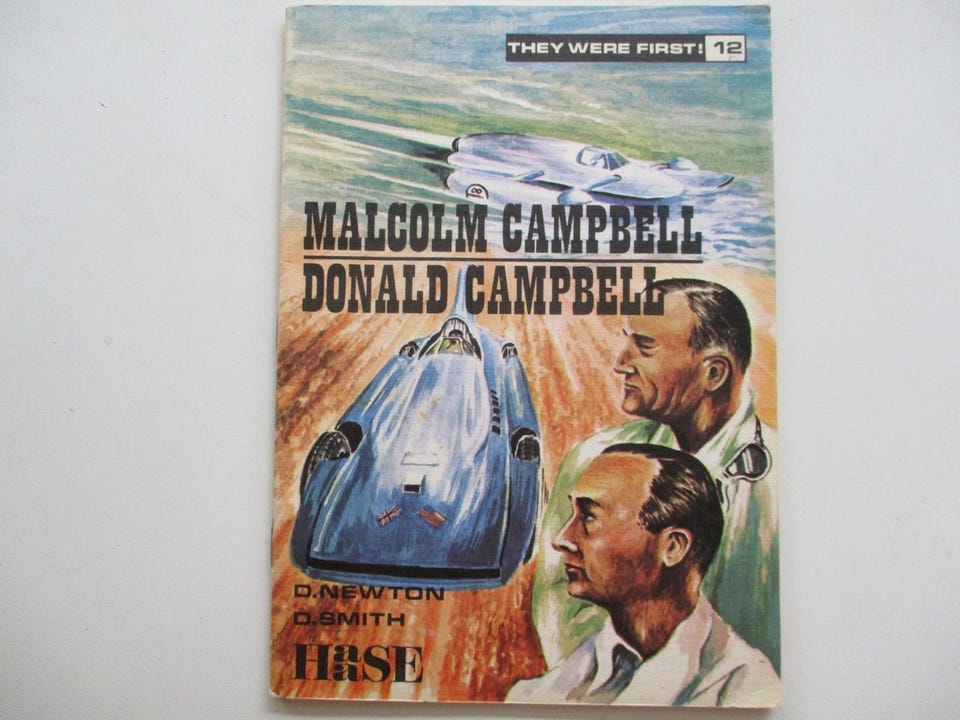 THEY WERE FIRST! 12
MALCOLM CAMPBELL
DONALD CAMPBELL
D.NEWTON
D.SMITH
HaaSE